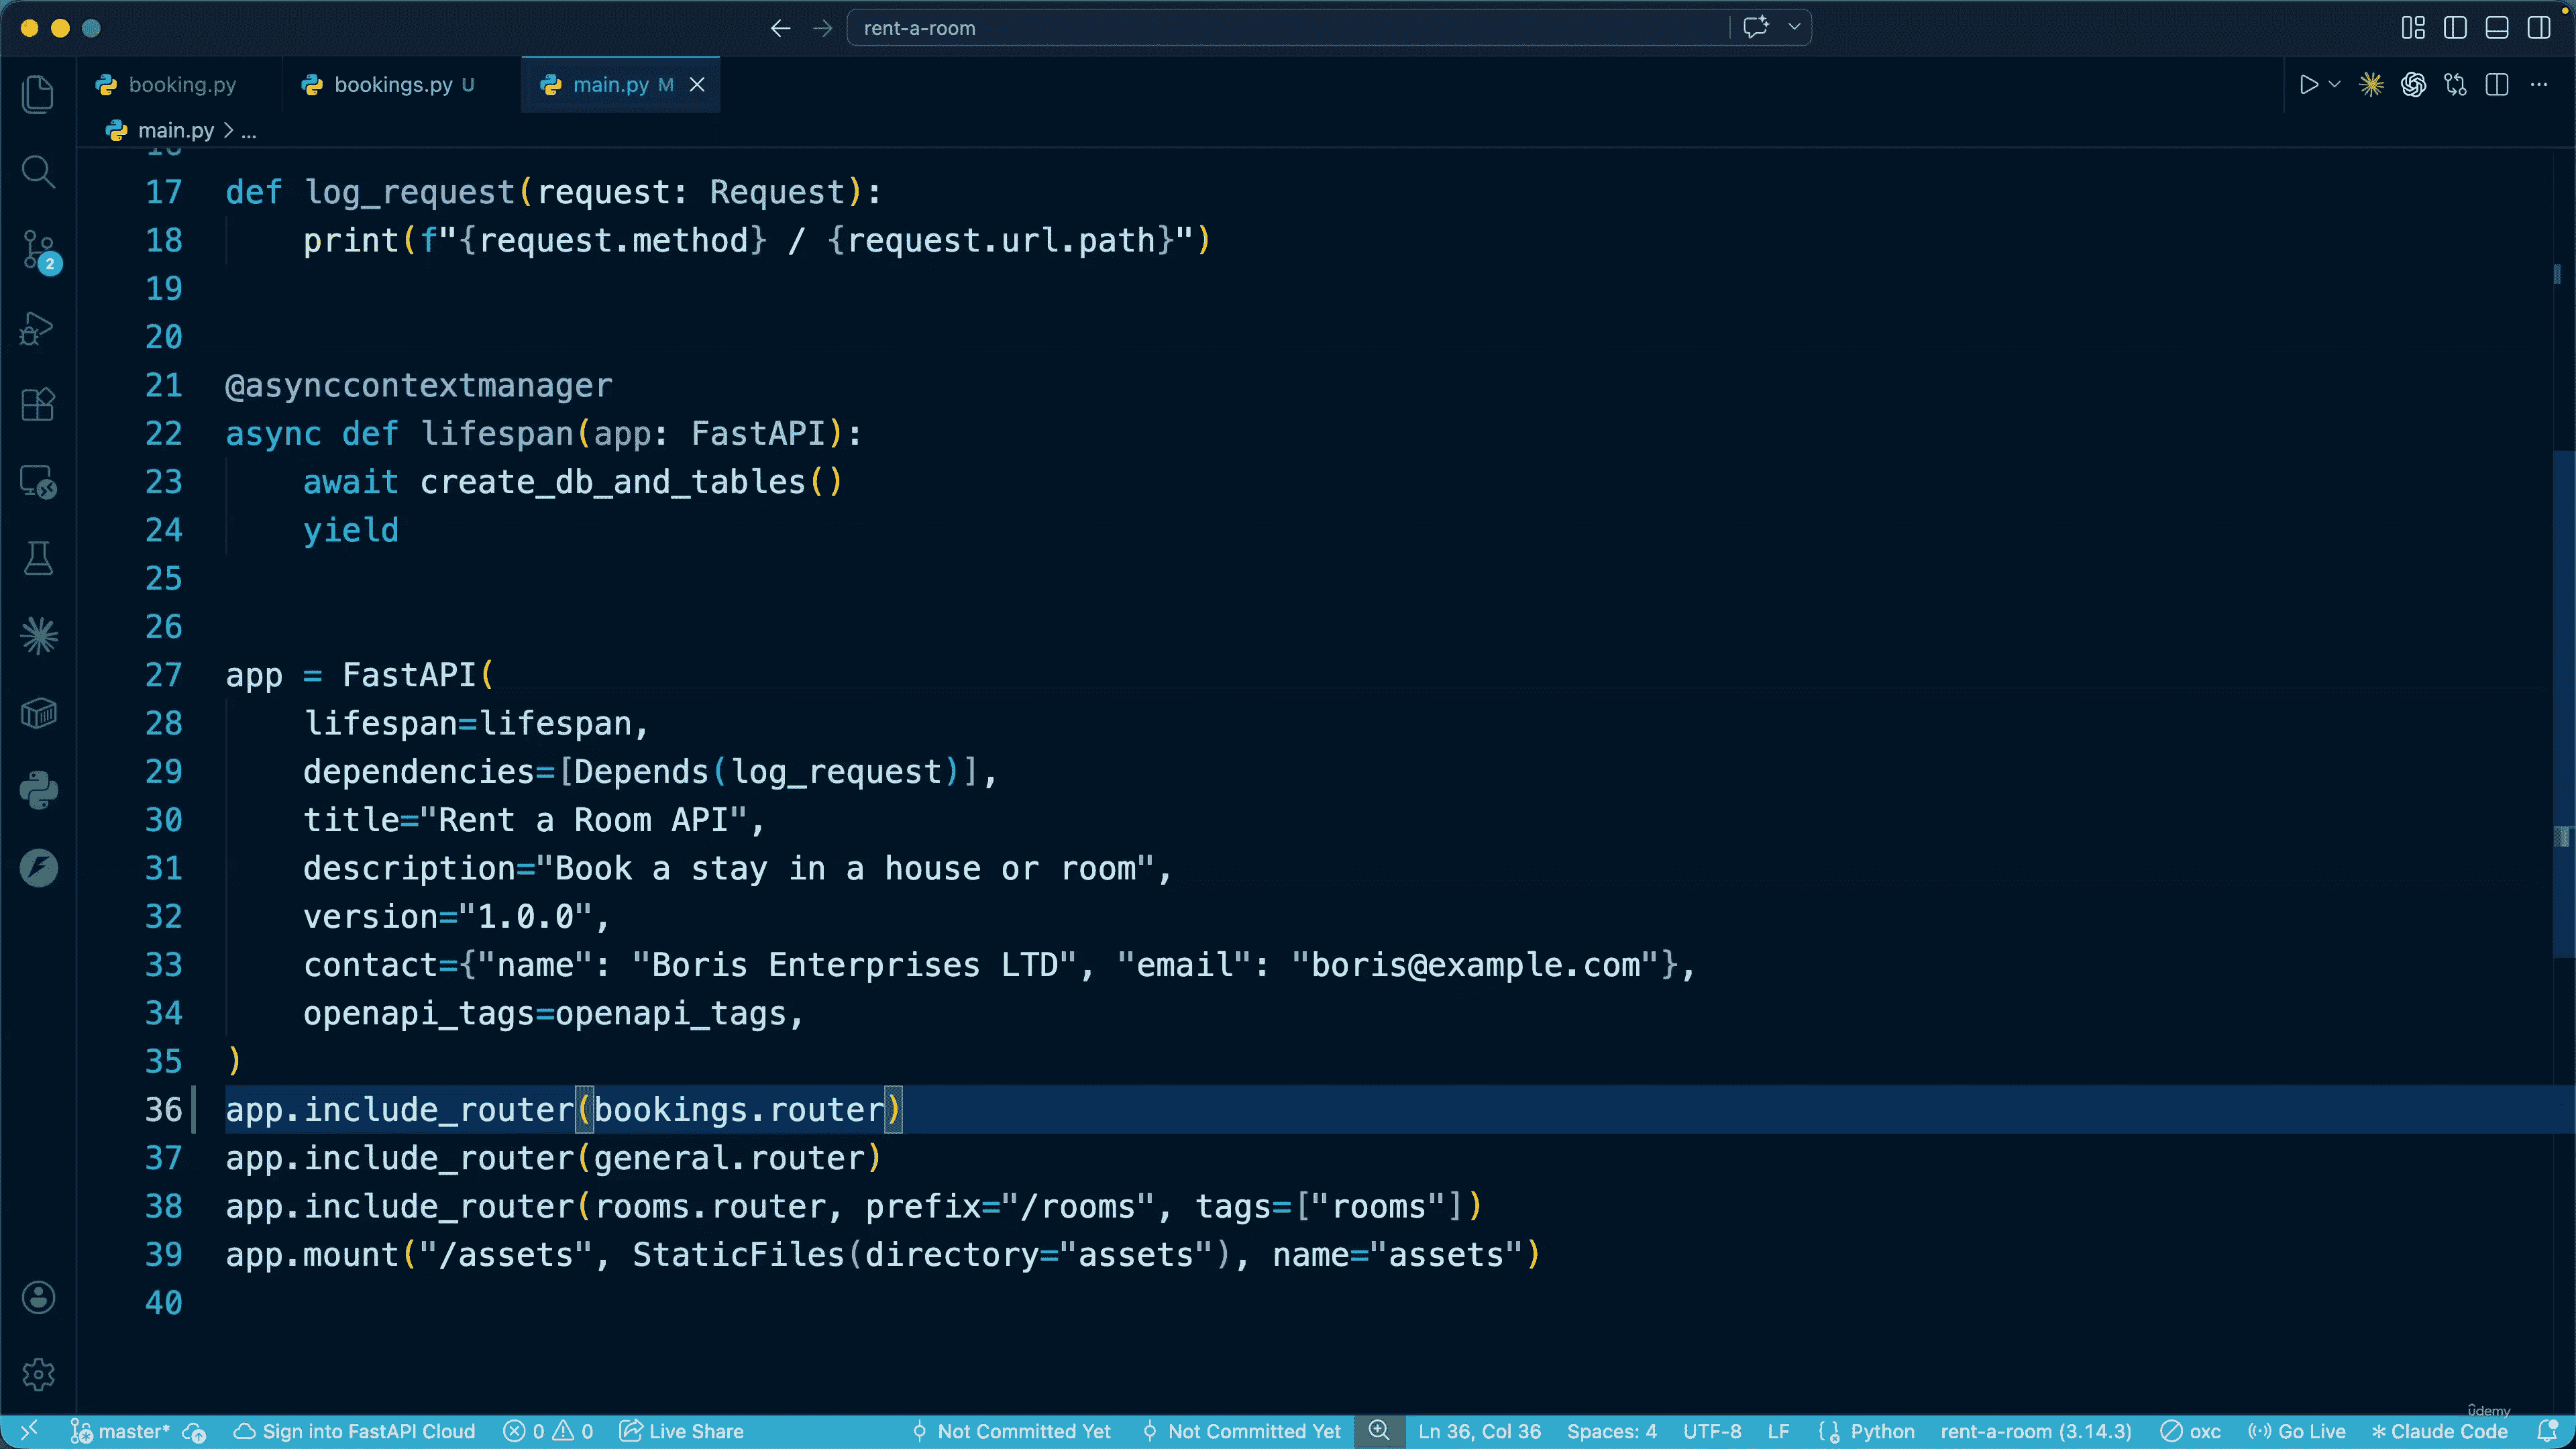 rent-a-room
booking.py
bookings.py U
main.py M
main.py > ...
17 def log_request(request: Request):
18 print(f"{request.method} / {request.url.path}")
19
20
21 @asynccontextmanager
22 async def lifespan(app: FastAPI):
23 await create_db_and_tables()
24 yield
25
26
27 app = FastAPI(
28 lifespan=lifespan,
29 dependencies=[Depends(log_request)],
30 title="Rent a Room API",
31 description="Book a stay in a house or room",
32 version="1.0.0",
33 contact={"name": "Boris Enterprises LTD", "email": "boris@example.com"},
34 openapi_tags=openapi_tags,
35 )
36 app.include_router(bookings.router)
37 app.include_router(general.router)
38 app.include_router(rooms.router, prefix="/rooms", tags=["rooms"])
39 app.mount("/assets", StaticFiles(directory="assets"), name="assets")
40
2
udemy
master* Sign into FastAPI Cloud 0 0 Live Share Not Committed Yet Not Committed Yet Ln 36, Col 36 Spaces: 4 UTF-8 LF Python rent-a-room (3.14.3) oxc Go Live Claude Code